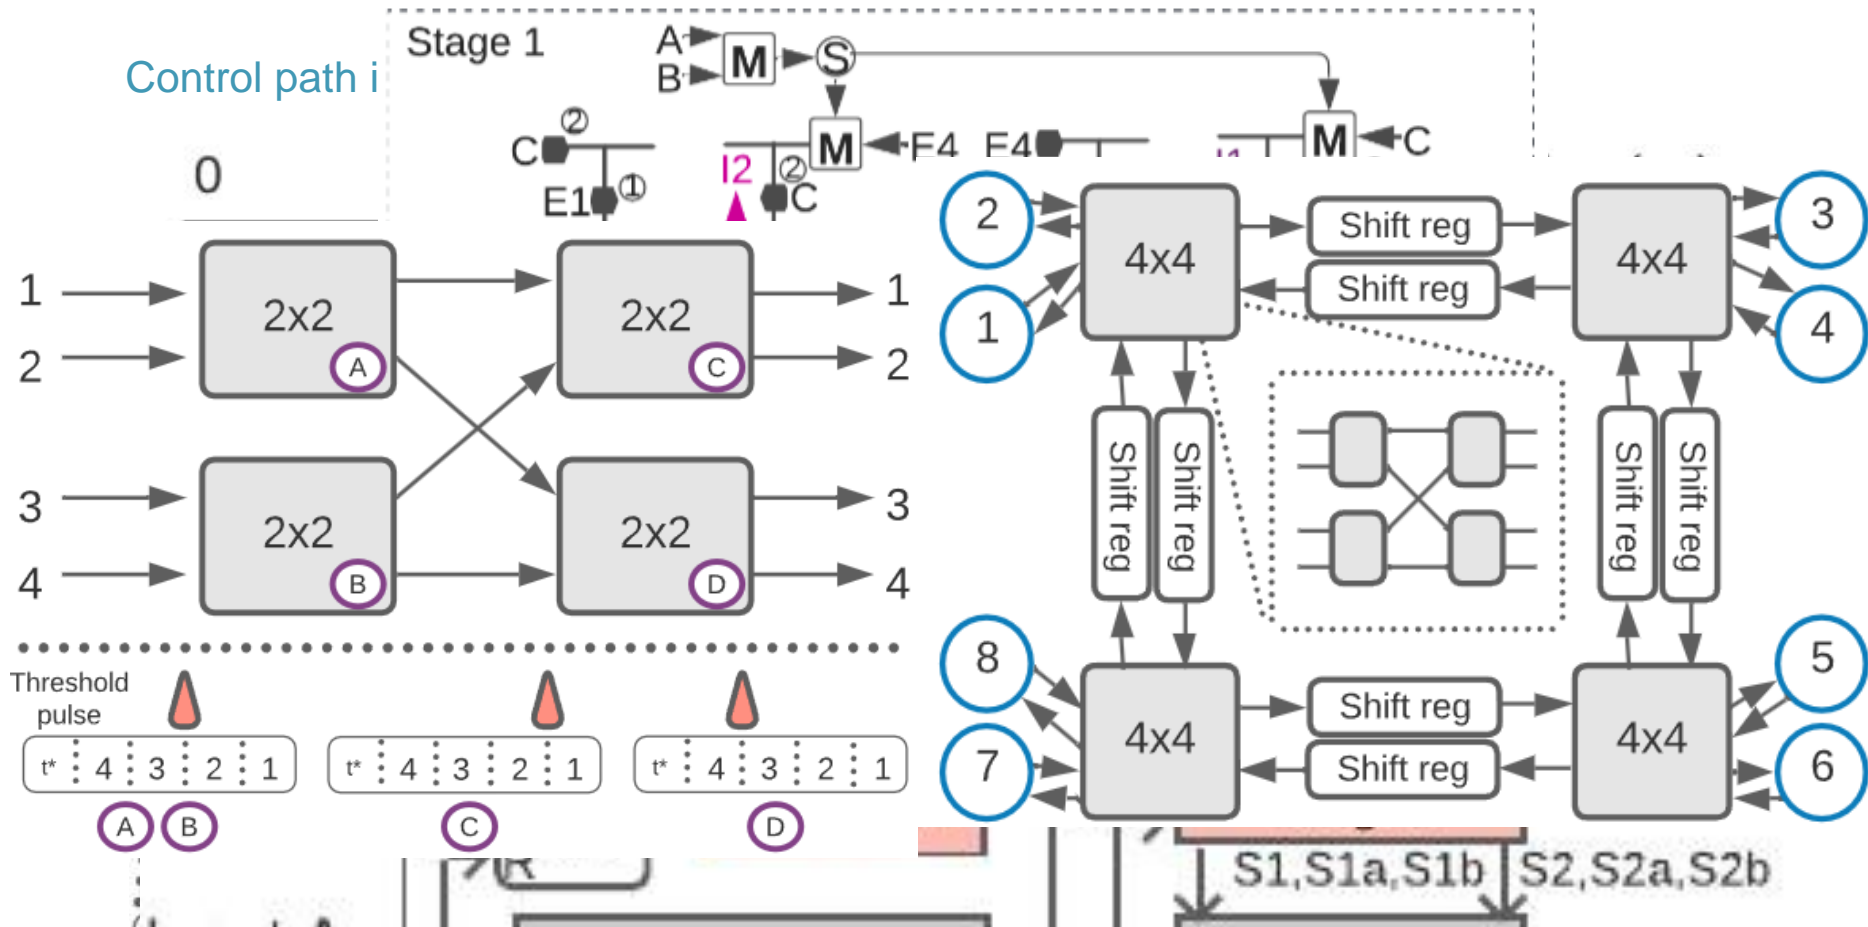 Stage 1
A
B
M
S
Control path i
0
C
②
E1
①
I2
M
E4
②
C
E4
M
C
1
2
3
4
2x2
A
2x2
C
2x2
B
2x2
D
1
2
3
4
Threshold
pulse
t* 4 3 2 1
t* 4 3 2 1
t* 4 3 2 1
A
B
C
D
2
1
4x4
Shift reg
Shift reg
4x4
3
4
Shift reg
Shift reg
Shift reg
Shift reg
8
7
4x4
Shift reg
Shift reg
4x4
5
6
S1,S1a,S1b
S2,S2a,S2b